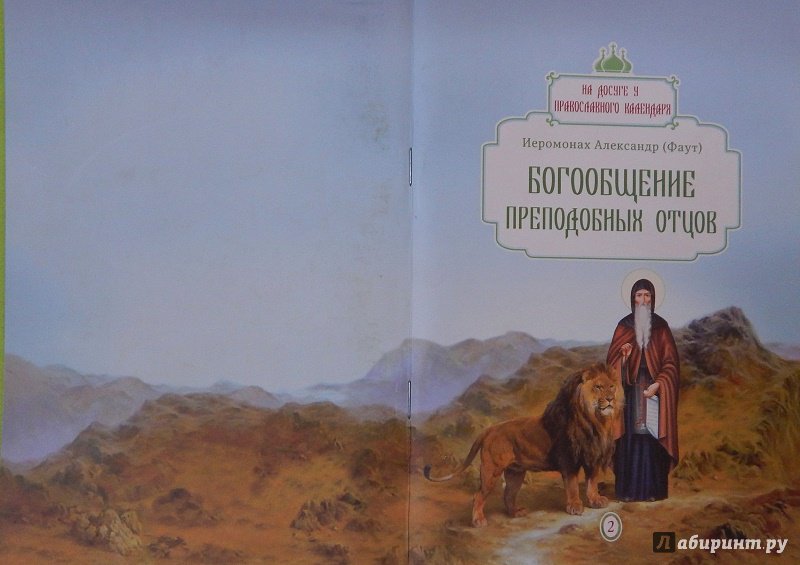 НА ДОСУГЕ У
ПРАВОСЛАВНОГО КАЛЕНДАРЯ
Иеромонах Александр (Фаут)
БОГООБЩЕНИЕ
ПРЕПОДОБНЫХ ОТЦОВ
2
Лабиринт.ру